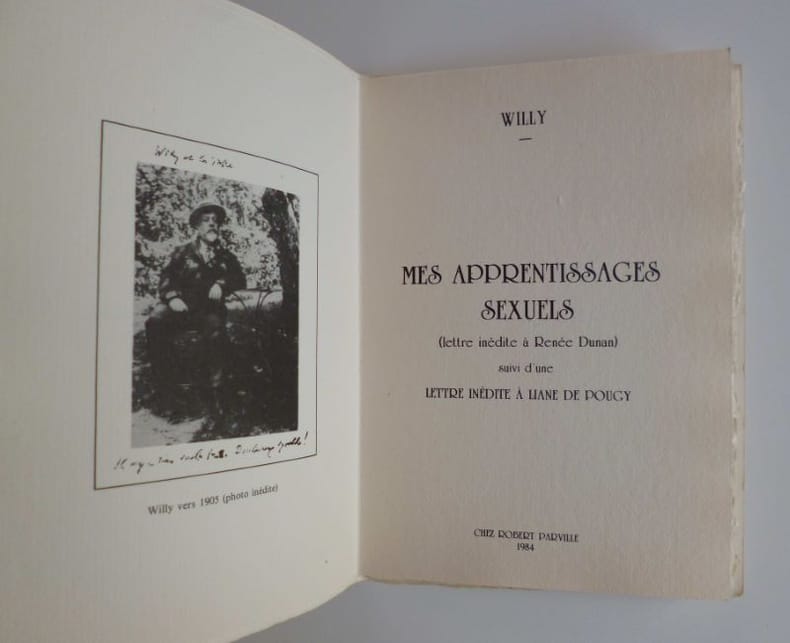 Willy
Willy vers 1905 (photo inédite)
WILLY
MES APPRENTISSAGES
SEXUELS
(lettre inédite à Renée Dunan)
suivi d'une
LETTRE INÉDITE À LIANE DE POUGY
CHEZ ROBERT PARVILLE
1984